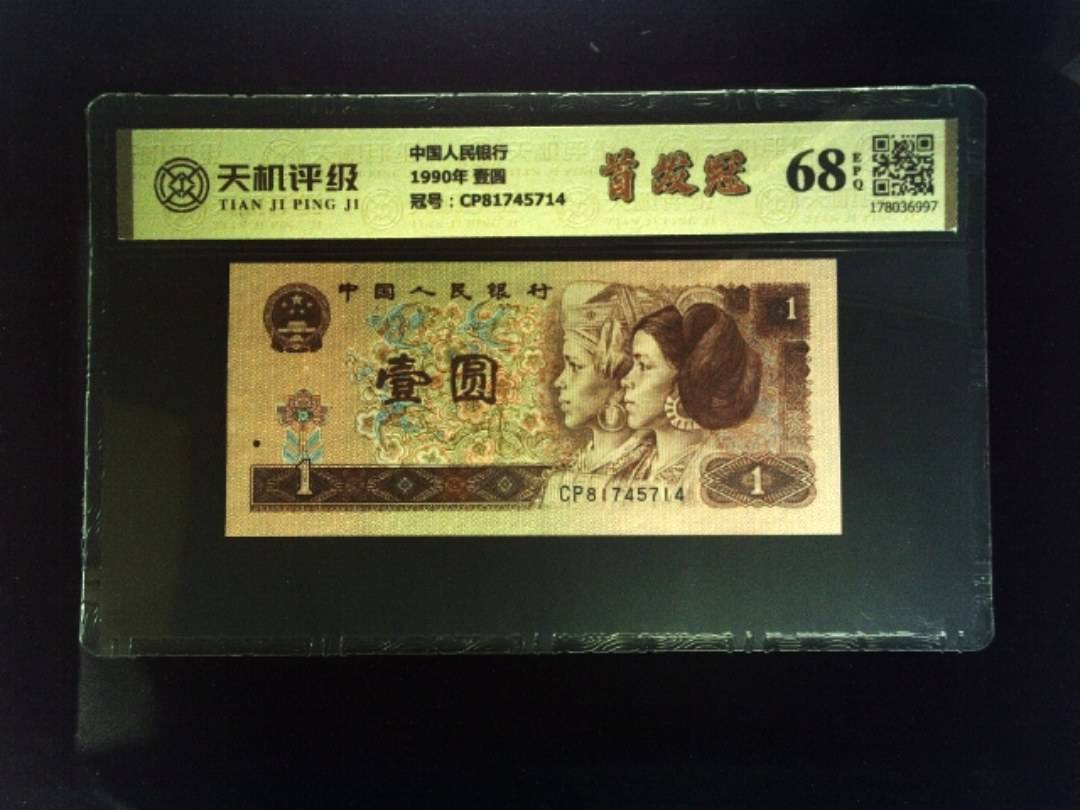 天机评级
TIAN JI PING JI
中国人民银行
1990年 壹圆
冠号：CP81745714
首发冠
68
EPQ
178036997
中国人民银行
1
壹圆
1
CP81745714
1